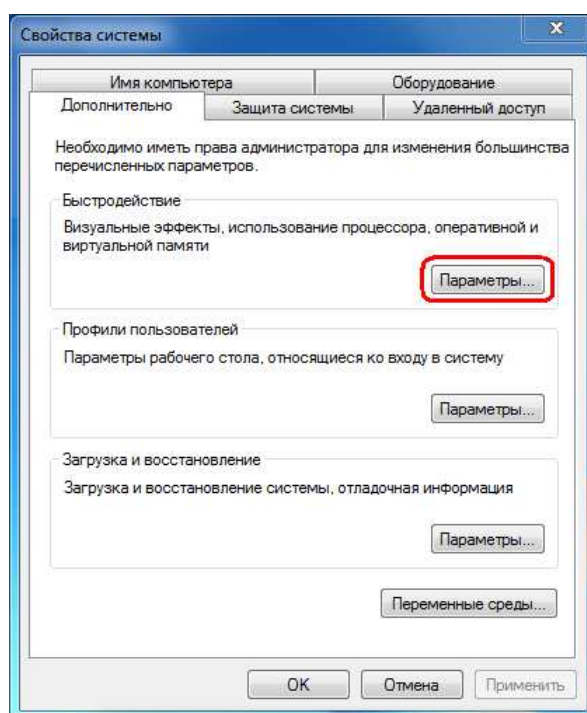 Свойства системы
Имя компьютера
Оборудование
Дополнительно
Защита системы
Удаленный доступ
Необходимо иметь права администратора для изменения большинства
перечисленных параметров.
Быстродействие
Визуальные эффекты, использование процессора, оперативной и
виртуальной памяти
Параметры...
Профили пользователей
Параметры рабочего стола, относящиеся ко входу в систему
Параметры...
Загрузка и восстановление
Загрузка и восстановление системы, отладочная информация
Параметры...
Переменные среды...
OK
Отмена
Применить